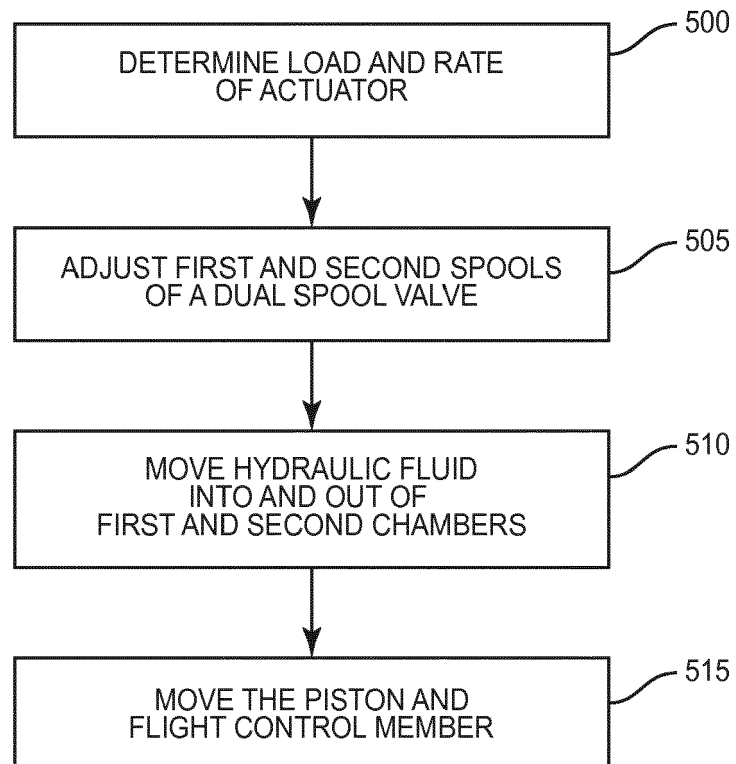 500
DETERMINE LOAD AND RATE
OF ACTUATOR
505
ADJUST FIRST AND SECOND SPOOLS
OF A DUAL SPOOL VALVE
510
MOVE HYDRAULIC FLUID
INTO AND OUT OF
FIRST AND SECOND CHAMBERS
515
MOVE THE PISTON AND
FLIGHT CONTROL MEMBER